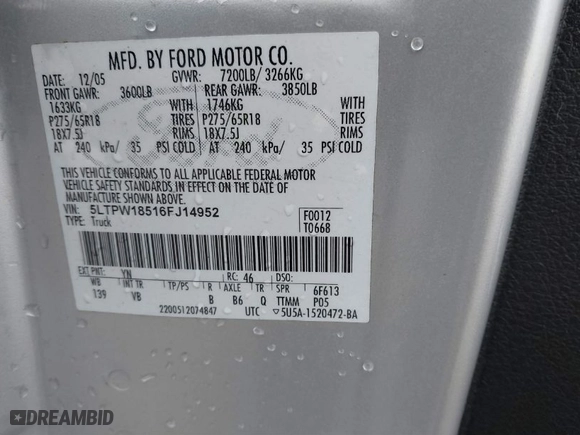 MFD. BY FORD MOTOR CO.
DATE: 12/05 GVWR: 7200LB/ 3266KG
FRONT GAWR: 3600LB REAR GAWR: 3850LB
1633KG WITH 1746KG WITH
P275/65R18 TIRES P275/65R18 TIRES
18X7.5J RIMS 18X7.5J RIMS
AT 240 kPa/ 35 PSI COLD AT 240 kPa/ 35 PSI COLD
Ford
THIS VEHICLE CONFORMS TO ALL APPLICABLE FEDERAL MOTOR
VEHICLE SAFETY STANDARDS IN EFFECT ON THE DATE OF
MANUFACTURE SHOWN ABOVE.
VIN: 5LTPW18516FJ14952 F0012
TYPE: Truck T0668
EXT PNT: YN RC: 46 DSO:
WB INT TR TP/PS R AXLE TR SPR 6F613
139 VB B B6 Q TTMM P05
2200512074847 UTC 5U5A-1520472-BA
DREAMBID